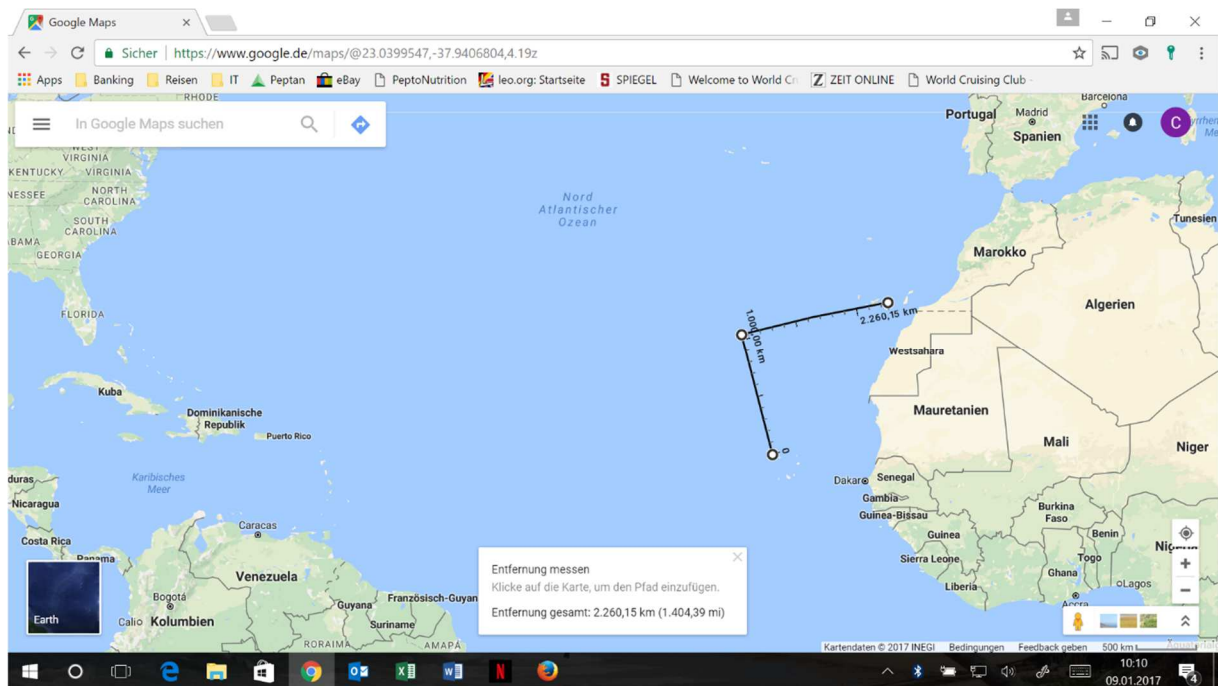 Google Maps
Sicher | https://www.google.de/maps/@23.0399547,-37.9406804,4.19z
Apps Banking Reisen IT Peptan eBay PeptoNutrition leo.org: Startseite SPIEGEL Welcome to World Cr ZEIT ONLINE World Cruising Club -
RHODE
Barcelona
In Google Maps suchen
Portugal
Madrid
Spanien
C
WEST
VIRGINIA
KENTUCKY
VIRGINIA
NESSEE
NORTH
CAROLINA
Nord
Atlantischer
Ozean
SOUTH
CAROLINA
BAMA
GEORGIA
Tunesien
Marokko
FLORIDA
Algerien
1.000,00 km
2.260,15 km
Westsahara
Kuba
Dominikanische
Republik
Puerto Rico
Mauretanien
Mali
Niger
0
Karibisches
Meer
duras
Nicaragua
Dakar
Senegal
Gambia
Guinea-Bissau
Burkina
Faso
Caracas
Costa Rica
Panama
Guinea
Benin
Sierra Leone
Togo
Ghana
Liberia
Lagos
Accra
Venezuela
Bogotá
Guyana
Französisch-Guyan
Suriname
Calio
Kolumbien
RORAIMA
AMAPÁ
Earth
Entfernung messen
Klicke auf die Karte, um den Pfad einzufügen.
Entfernung gesamt: 2.260,15 km (1.404,39 mi)
Kartendaten © 2017 INEGI Bedingungen Feedback geben 500 km
10:10
09.01.2017
4